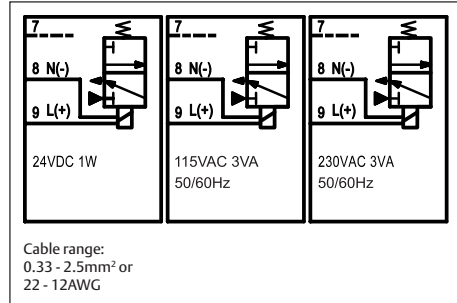 7 7 7
8 N(-) 8 N(-) 8 N(-)
9 L(+) 9 L(+) 9 L(+)
24VDC 1W 115VAC 3VA 230VAC 3VA
50/60Hz 50/60Hz
Cable range:
0.33 - 2.5mm² or
22 - 12AWG